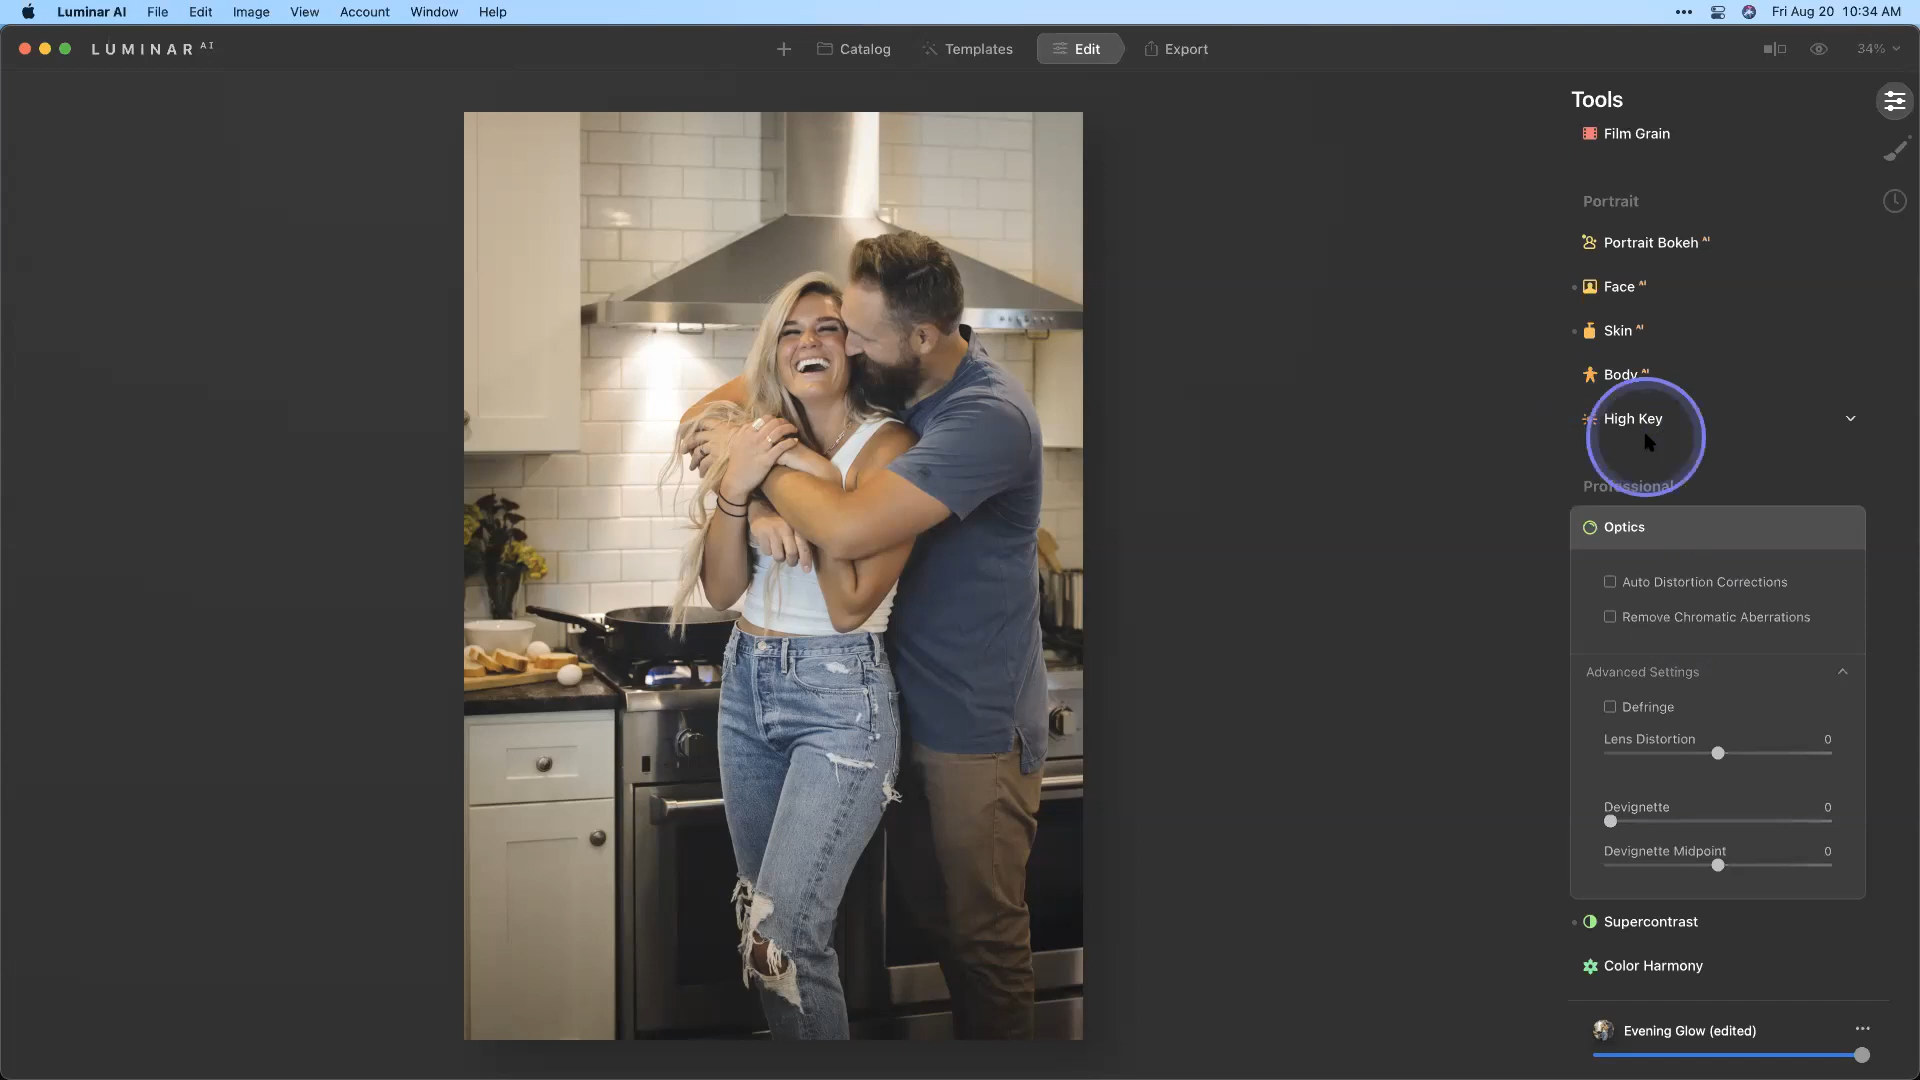 Luminar AI File Edit Image View Account Window Help ••• Fri Aug 20 10:34 AM
LUMINAR AI + Catalog Templates Edit Export 34%
Tools
Film Grain
Portrait
Portrait Bokeh AI
Face AI
Skin AI
Body AI
High Key
Professional
Optics
Auto Distortion Corrections
Remove Chromatic Aberrations
Advanced Settings
Defringe
Lens Distortion 0
Devignette 0
Devignette Midpoint 0
Supercontrast
Color Harmony
Evening Glow (edited) •••